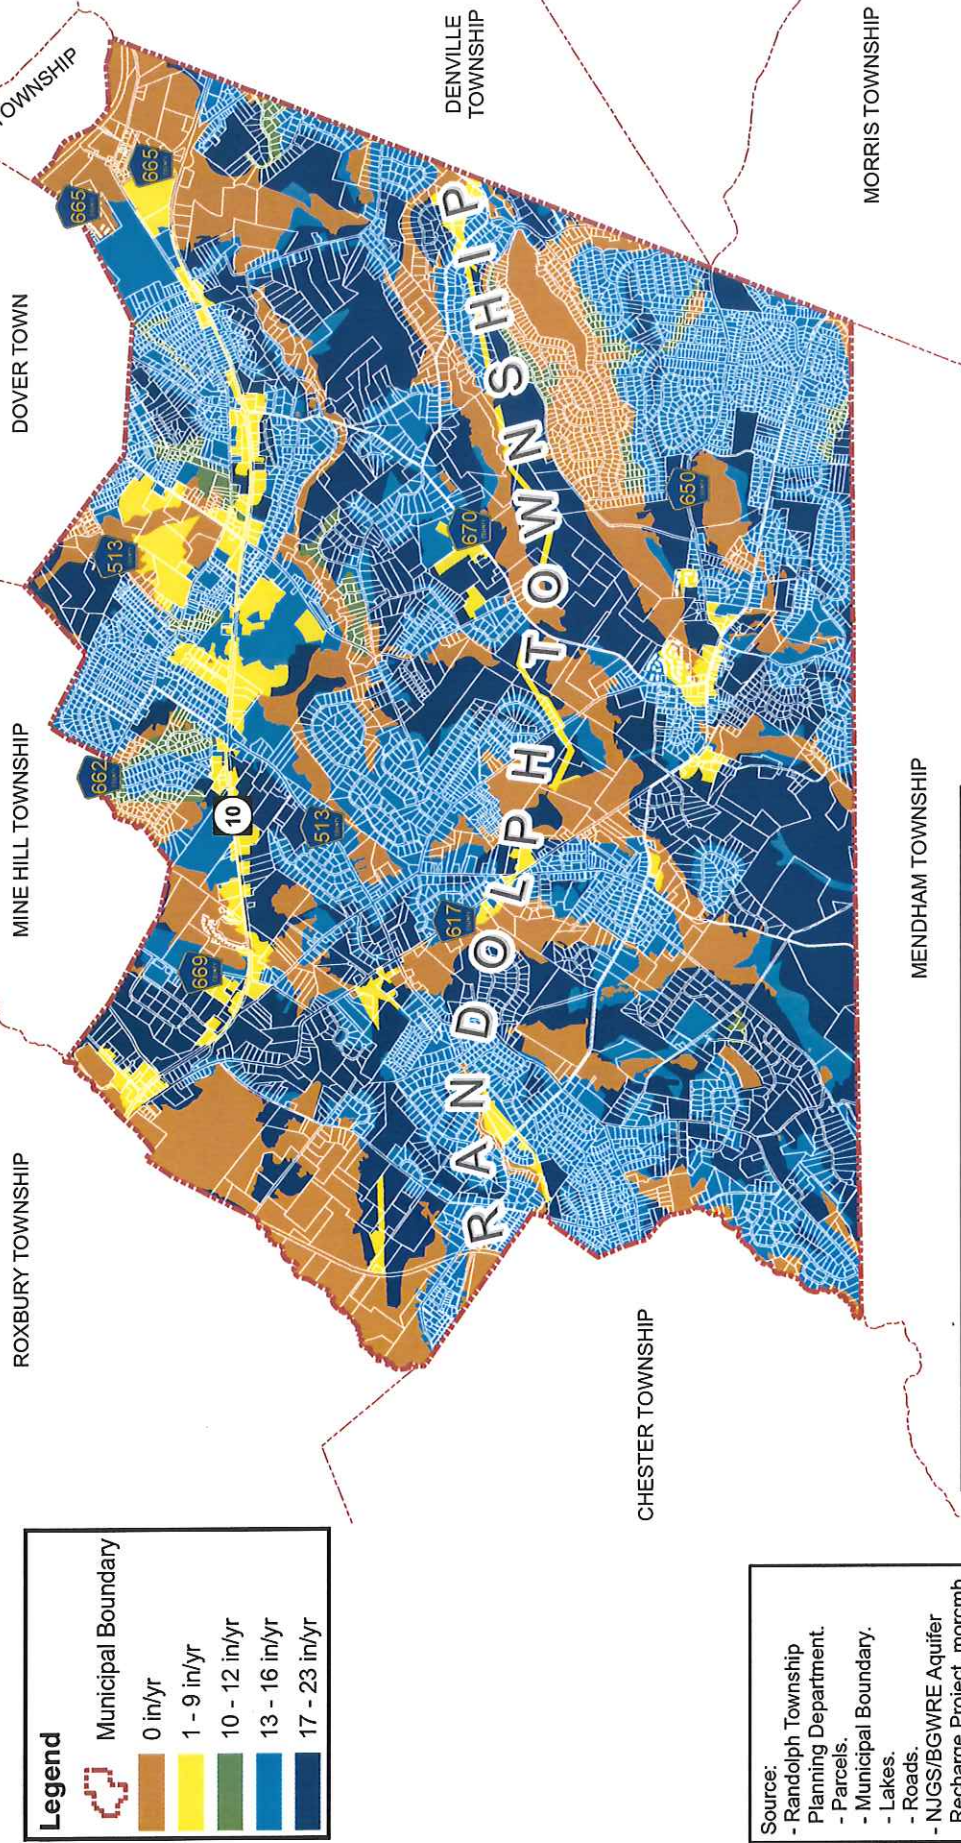 TOWNSHIP
DENVILLE
TOWNSHIP
MORRIS TOWNSHIP
DOVER TOWN
MINE HILL TOWNSHIP
ROXBURY TOWNSHIP
CHESTER TOWNSHIP
MENDHAM TOWNSHIP
RANDOLPH TOWNSHIP
665
665
513
662
10
513
669
617
670
650
Legend
Municipal Boundary
0 in/yr
1 - 9 in/yr
10 - 12 in/yr
13 - 16 in/yr
17 - 23 in/yr
Source:
- Randolph Township
Planning Department.
- Parcels.
- Municipal Boundary.
- Lakes.
- Roads.
- NJGS/BGWRE Aquifer
Recharge Project, morcmb